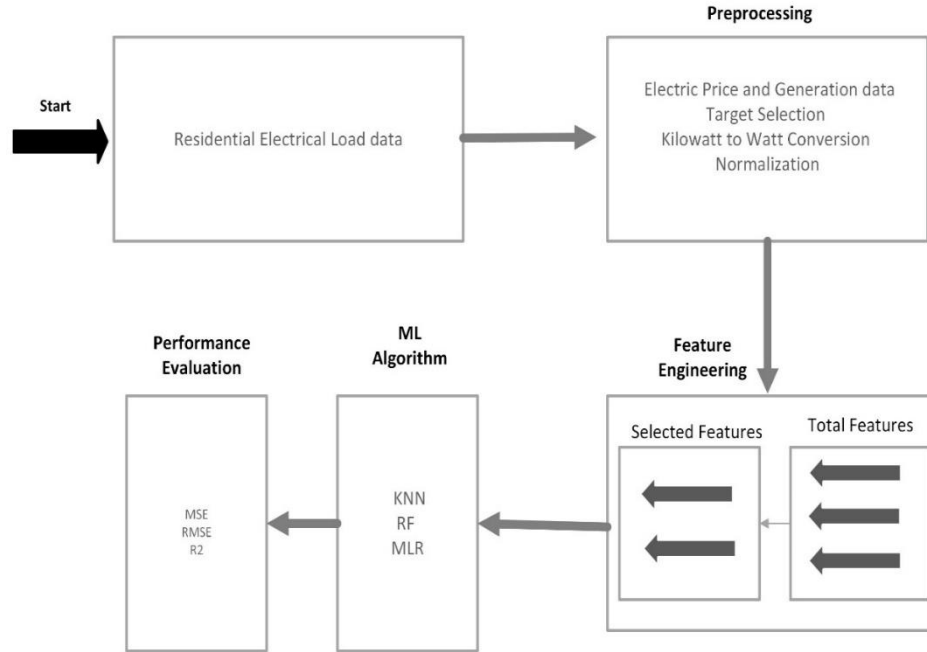 Start
Residential Electrical Load data
Preprocessing
Electric Price and Generation data
Target Selection
Kilowatt to Watt Conversion
Normalization
Feature
Engineering
Total Features
Selected Features
ML
Algorithm
KNN
RF
MLR
Performance
Evaluation
MSE
RMSE
R2